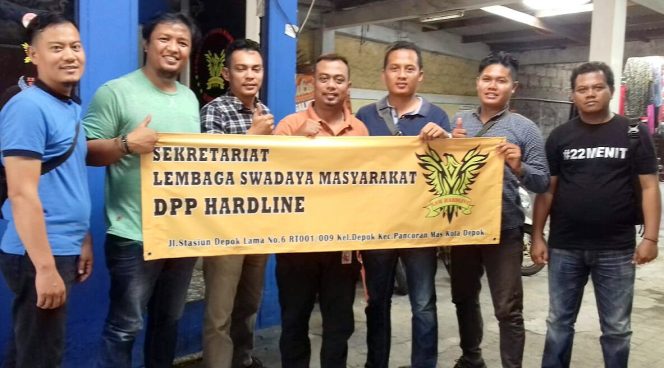 SEKRETARIAT
LEMBAGA SWADAYA MASYARAKAT
DPP HARDLINE
Jl.Stasiun Depok Lama No.6 RT001/009 Kel.Depok Kec.Pancoran Mas Kota Depok
#22MENIT